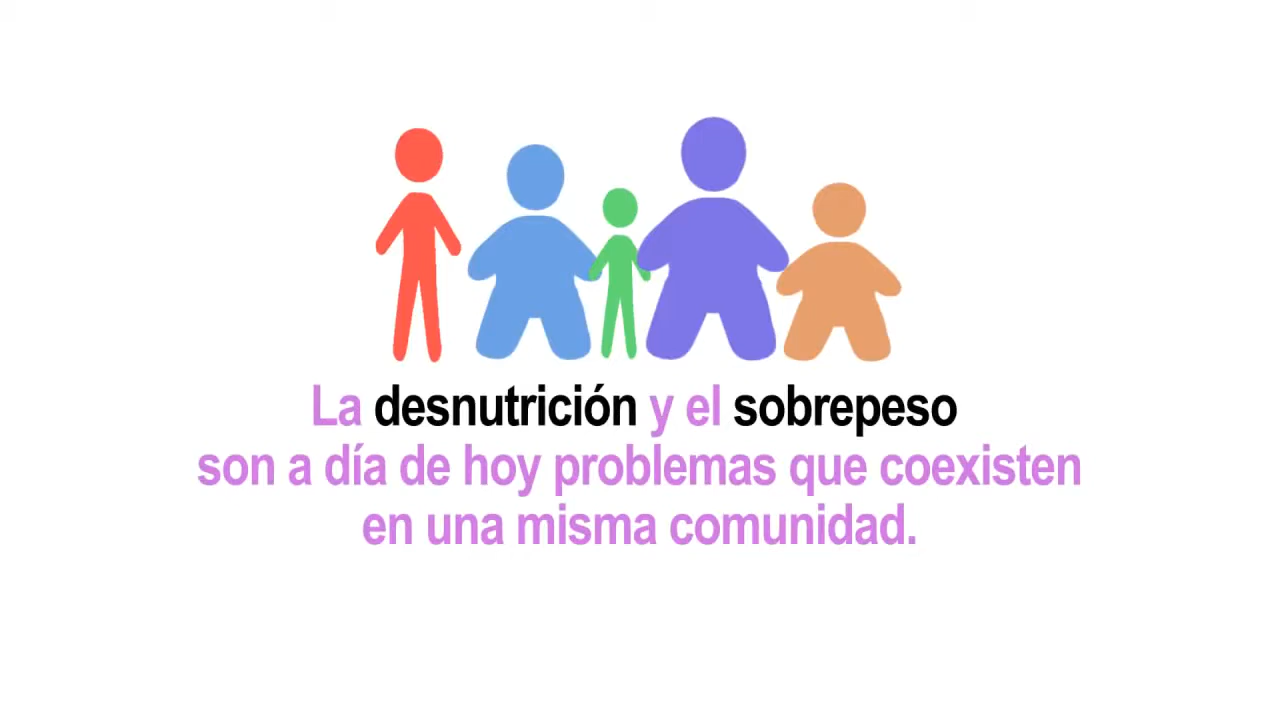 La desnutrición y el sobrepeso
son a día de hoy problemas que coexisten
en una misma comunidad.